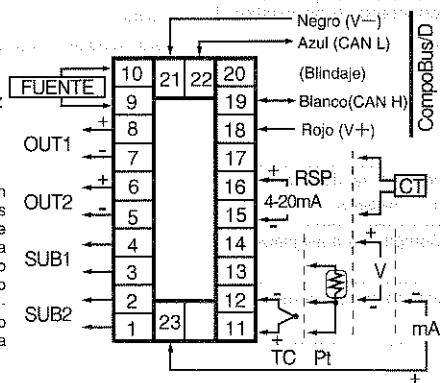 Negro (V−)
Azul (CAN L)
(Blindaje)
Blanco(CAN H)
Rojo (V+)
CompoBus/D
FUENTE
10 21 22 20
9 19
8 18
7 17
6 16
5 15
4 14
3 13
2 12
1 23 11
+
OUT1
-
+
OUT2
-
SUB1
SUB2
+
RSP
4-20mA
-
CT
+
V
-
-
mA
+
-
+
TC Pt